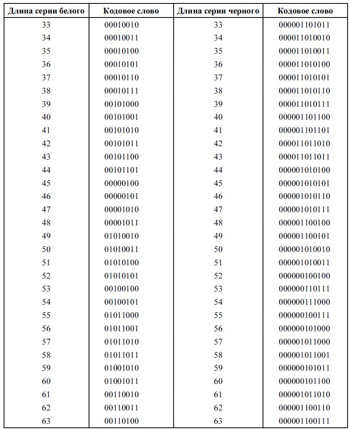 Длина серии белого Кодовое слово Длина серии черного Кодовое слово
33 00010010 33 000001101011
34 00010011 34 000011010010
35 00010100 35 000011010011
36 00010101 36 000011010100
37 00010110 37 000011010101
38 00010111 38 000011010110
39 00101000 39 000011010111
40 00101001 40 000001101100
41 00101010 41 000001101101
42 00101011 42 000011011010
43 00101100 43 000011011011
44 00101101 44 000001010100
45 00000100 45 000001010101
46 00000101 46 000001010110
47 00001010 47 000001010111
48 00001011 48 000001100100
49 01010010 49 000001100101
50 01010011 50 000001010010
51 01010100 51 000001010011
52 01010101 52 000000100100
53 00100100 53 000000110111
54 00100101 54 000000111000
55 01011000 55 000000100111
56 01011001 56 000000101000
57 01011010 57 000001011000
58 01011011 58 000001011001
59 01001010 59 000000101011
60 01001011 60 000000101100
61 00110010 61 000001011010
62 00110011 62 000001100110
63 00110100 63 000001100111